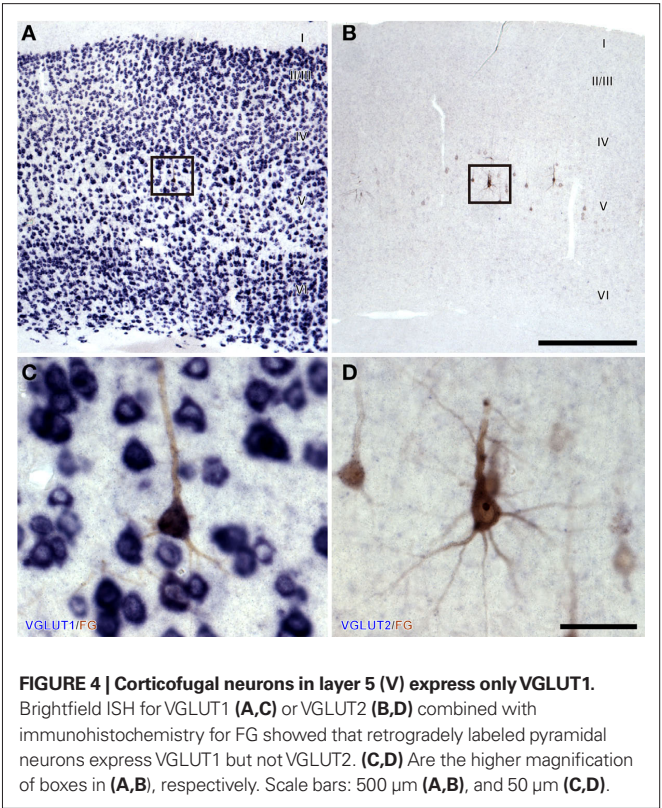 A
I
II/III
IV
V
VI
B
I
II/III
IV
V
VI
C
VGLUT1/FG
D
VGLUT2/FG
FIGURE 4 | Corticofugal neurons in layer 5 (V) express only VGLUT1.
Brightfield ISH for VGLUT1 (A,C) or VGLUT2 (B,D) combined with
immunohistochemistry for FG showed that retrogradely labeled pyramidal
neurons express VGLUT1 but not VGLUT2. (C,D) Are the higher magnification
of boxes in (A,B), respectively. Scale bars: 500 µm (A,B), and 50 µm (C,D).